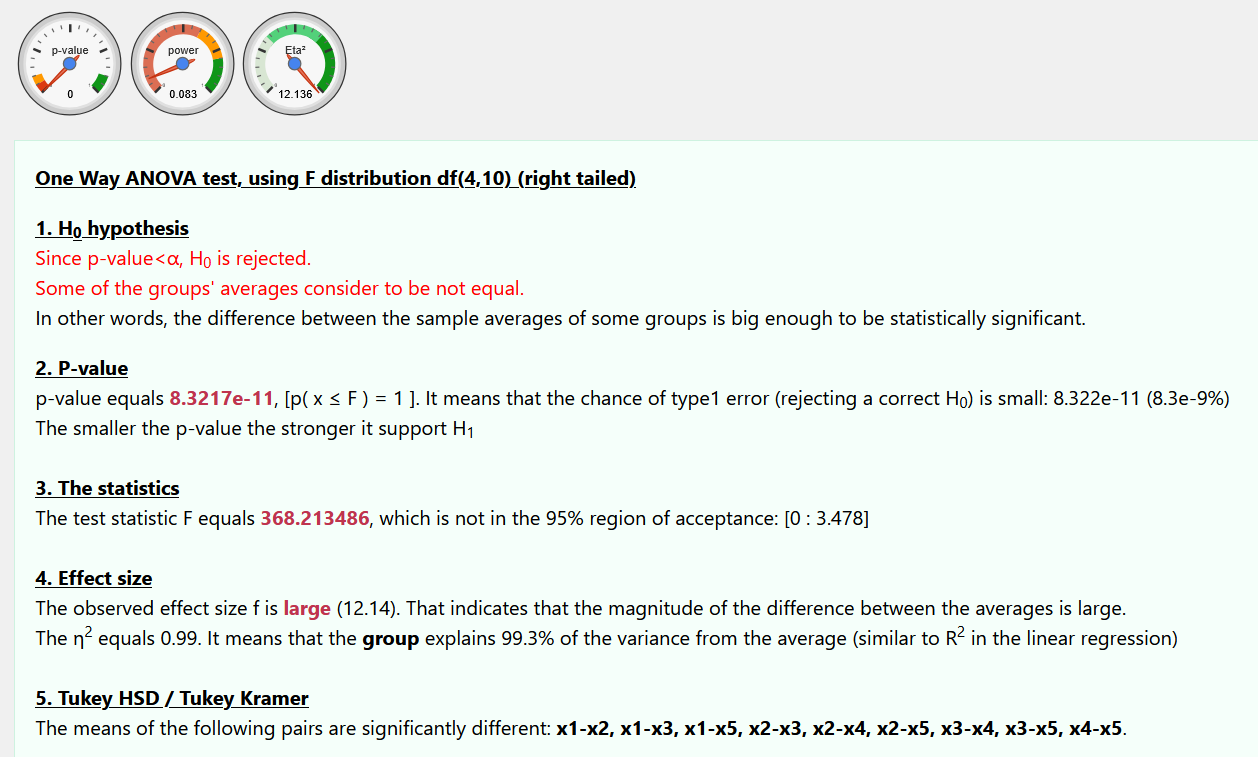 p-value power Eta²
0 0.083 12.136
One Way ANOVA test, using F distribution df(4,10) (right tailed)
1. H₀ hypothesis
Since p-value<α, H₀ is rejected.
Some of the groups' averages consider to be not equal.
In other words, the difference between the sample averages of some groups is big enough to be statistically significant.
2. P-value
p-value equals 8.3217e-11, [p( x ≤ F ) = 1 ]. It means that the chance of type1 error (rejecting a correct H₀) is small: 8.322e-11 (8.3e-9%)
The smaller the p-value the stronger it support H₁
3. The statistics
The test statistic F equals 368.213486, which is not in the 95% region of acceptance: [0 : 3.478]
4. Effect size
The observed effect size f is large (12.14). That indicates that the magnitude of the difference between the averages is large.
The η² equals 0.99. It means that the group explains 99.3% of the variance from the average (similar to R² in the linear regression)
5. Tukey HSD / Tukey Kramer
The means of the following pairs are significantly different: x1-x2, x1-x3, x1-x5, x2-x3, x2-x4, x2-x5, x3-x4, x3-x5, x4-x5.